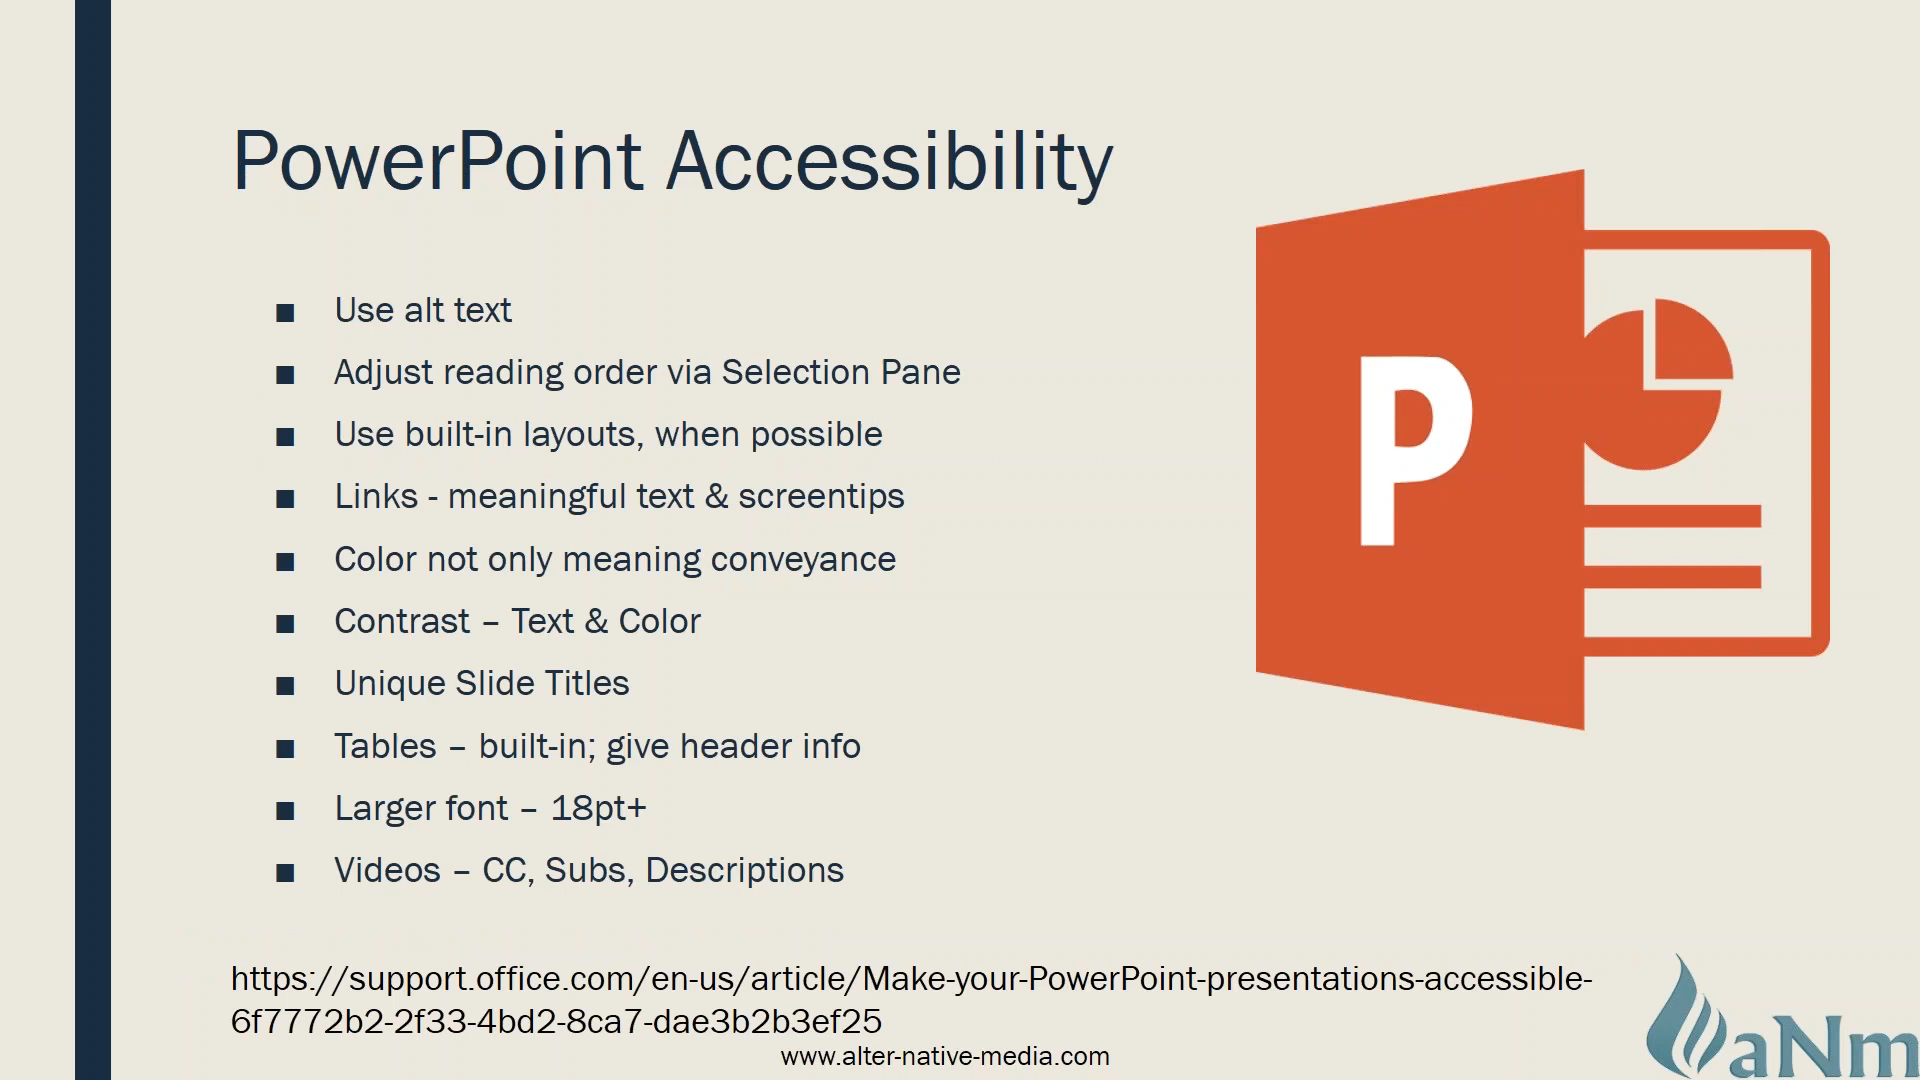 PowerPoint Accessibility
■ Use alt text
■ Adjust reading order via Selection Pane
■ Use built-in layouts, when possible
■ Links - meaningful text & screentips
■ Color not only meaning conveyance
■ Contrast – Text & Color
■ Unique Slide Titles
■ Tables – built-in; give header info
■ Larger font – 18pt+
■ Videos – CC, Subs, Descriptions
P
https://support.office.com/en-us/article/Make-your-PowerPoint-presentations-accessible-
6f7772b2-2f33-4bd2-8ca7-dae3b2b3ef25
www.alter-native-media.com
aNm